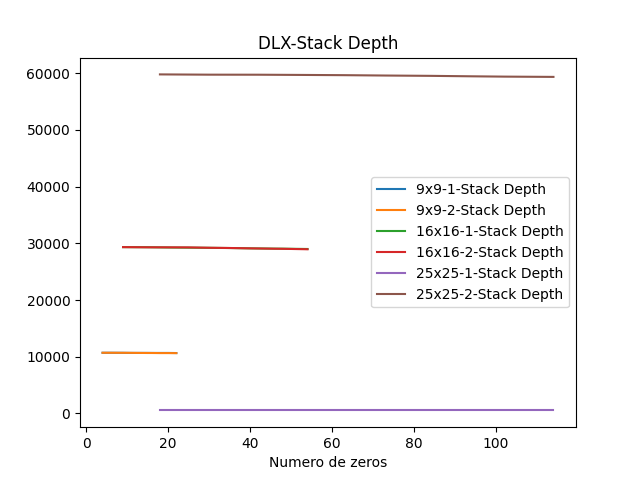 DLX-Stack Depth
60000
50000
40000
30000
20000
10000
0
9x9-1-Stack Depth
9x9-2-Stack Depth
16x16-1-Stack Depth
16x16-2-Stack Depth
25x25-1-Stack Depth
25x25-2-Stack Depth
0 20 40 60 80 100
Numero de zeros